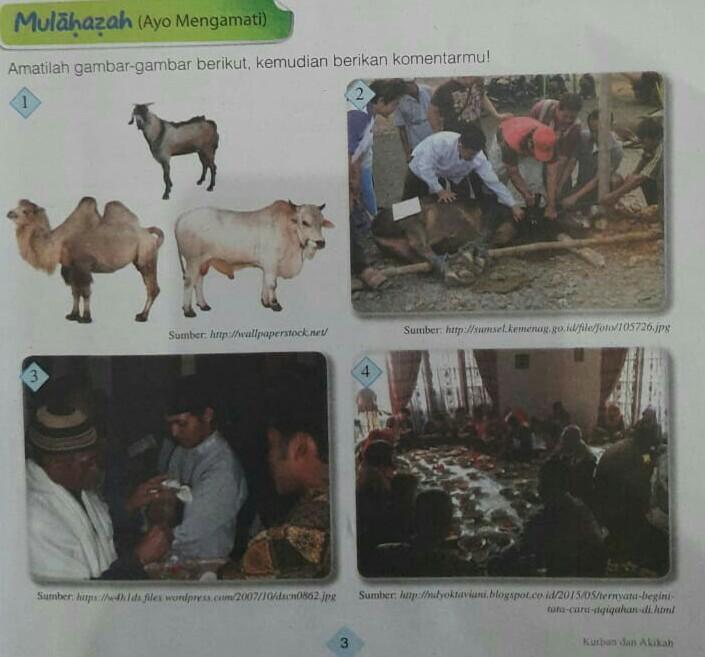 Mulāḥaẓah (Ayo Mengamati)
Amatilah gambar-gambar berikut, kemudian berikan komentarmu!
1
2
Sumber: http://wallpaperstock.net/
Sumber: http://sumsel.kemenag.go.id/file/foto/105726.jpg
3
4
Sumber: https://w4h1ds.files.wordpress.com/2007/10/dscn0862.jpg
Sumber: http://ndyoktaviani.blogspot.co.id/2015/05/ternyata-begini-
tata-cara-aqiqahan-di.html
3
Kurban dan Akikah